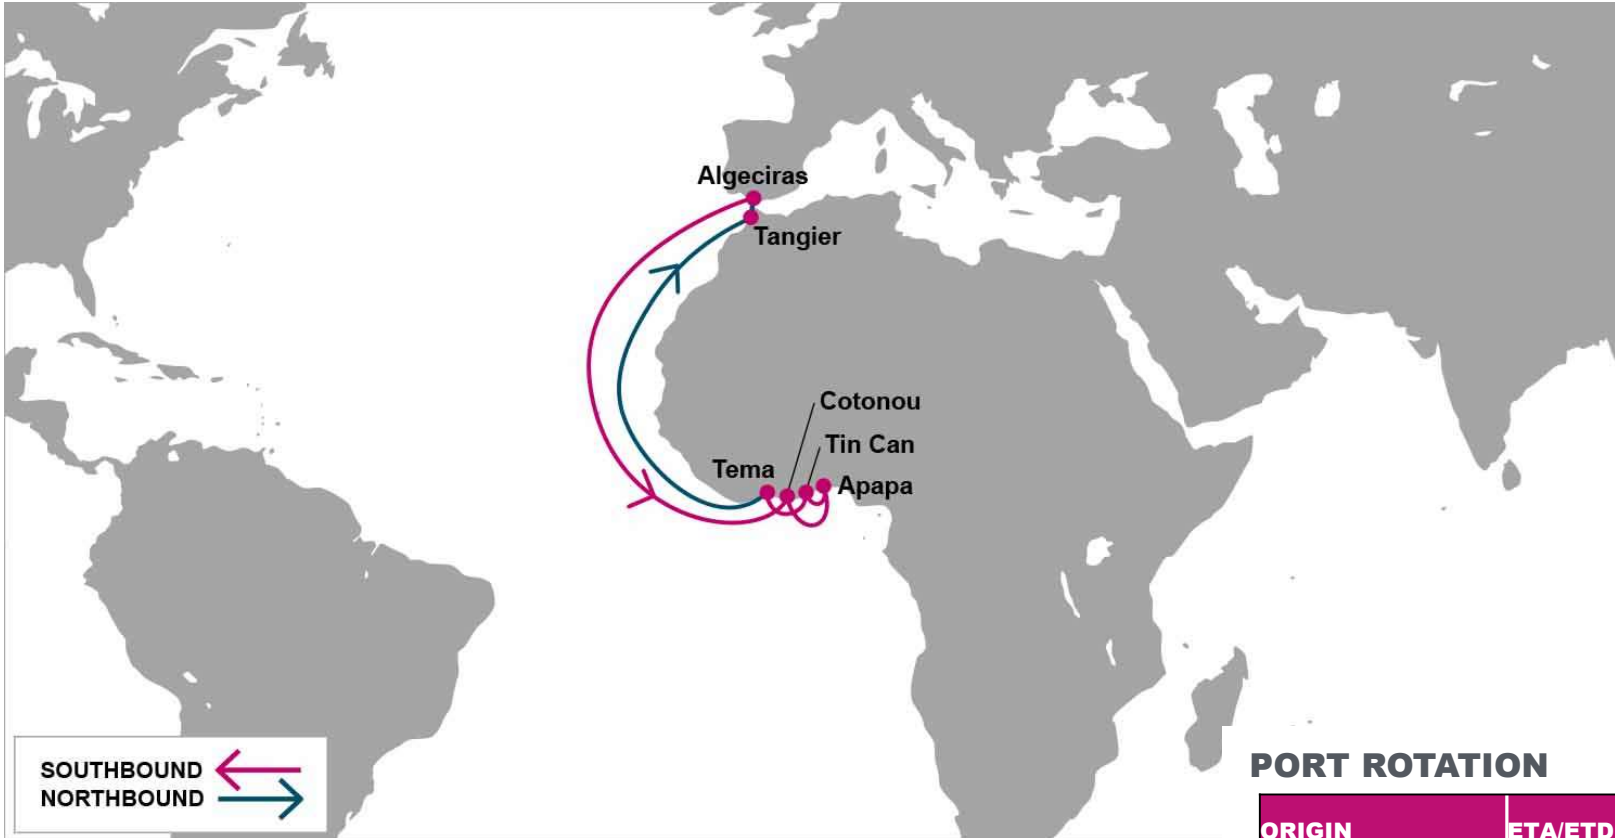 Algeciras
Tangier
Cotonou
Tin Can
Tema
Apapa
SOUTHBOUND
NORTHBOUND
PORT ROTATION
ORIGIN ETA/ETD